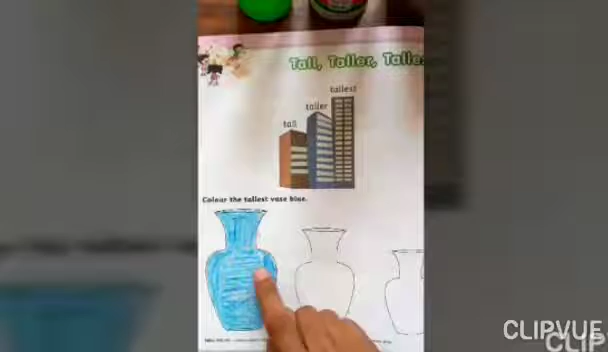 Tall, Taller, Talle
tallest
taller
tall
Colour the tallest vase blue.
CLIPVUE
CLIP